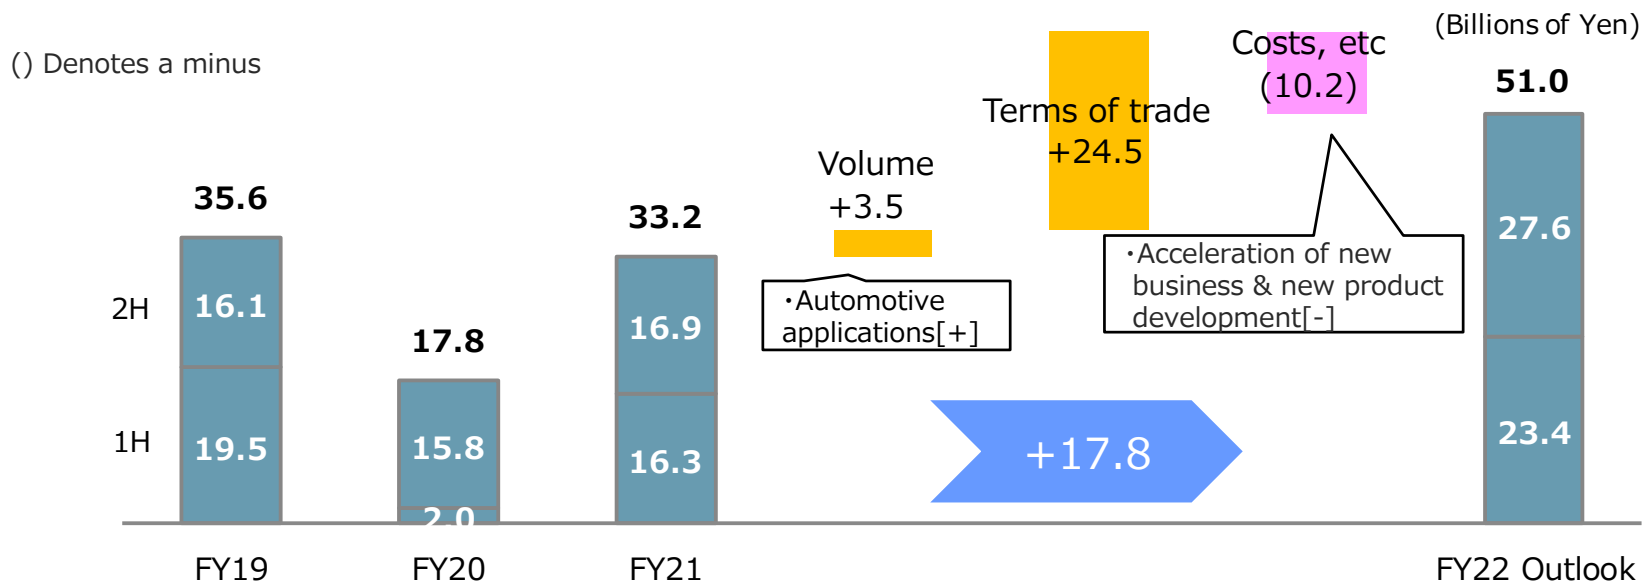 (Billions of Yen)
() Denotes a minus
Costs, etc
(10.2)
51.0
Terms of trade
+24.5
Volume
+3.5
35.6
33.2
17.8
・Acceleration of new
business & new product
development[-]
・Automotive
applications[+]
2H
16.1
16.9
27.6
1H
19.5
15.8
2.0
16.3
+17.8
23.4
FY19
FY20
FY21
FY22 Outlook